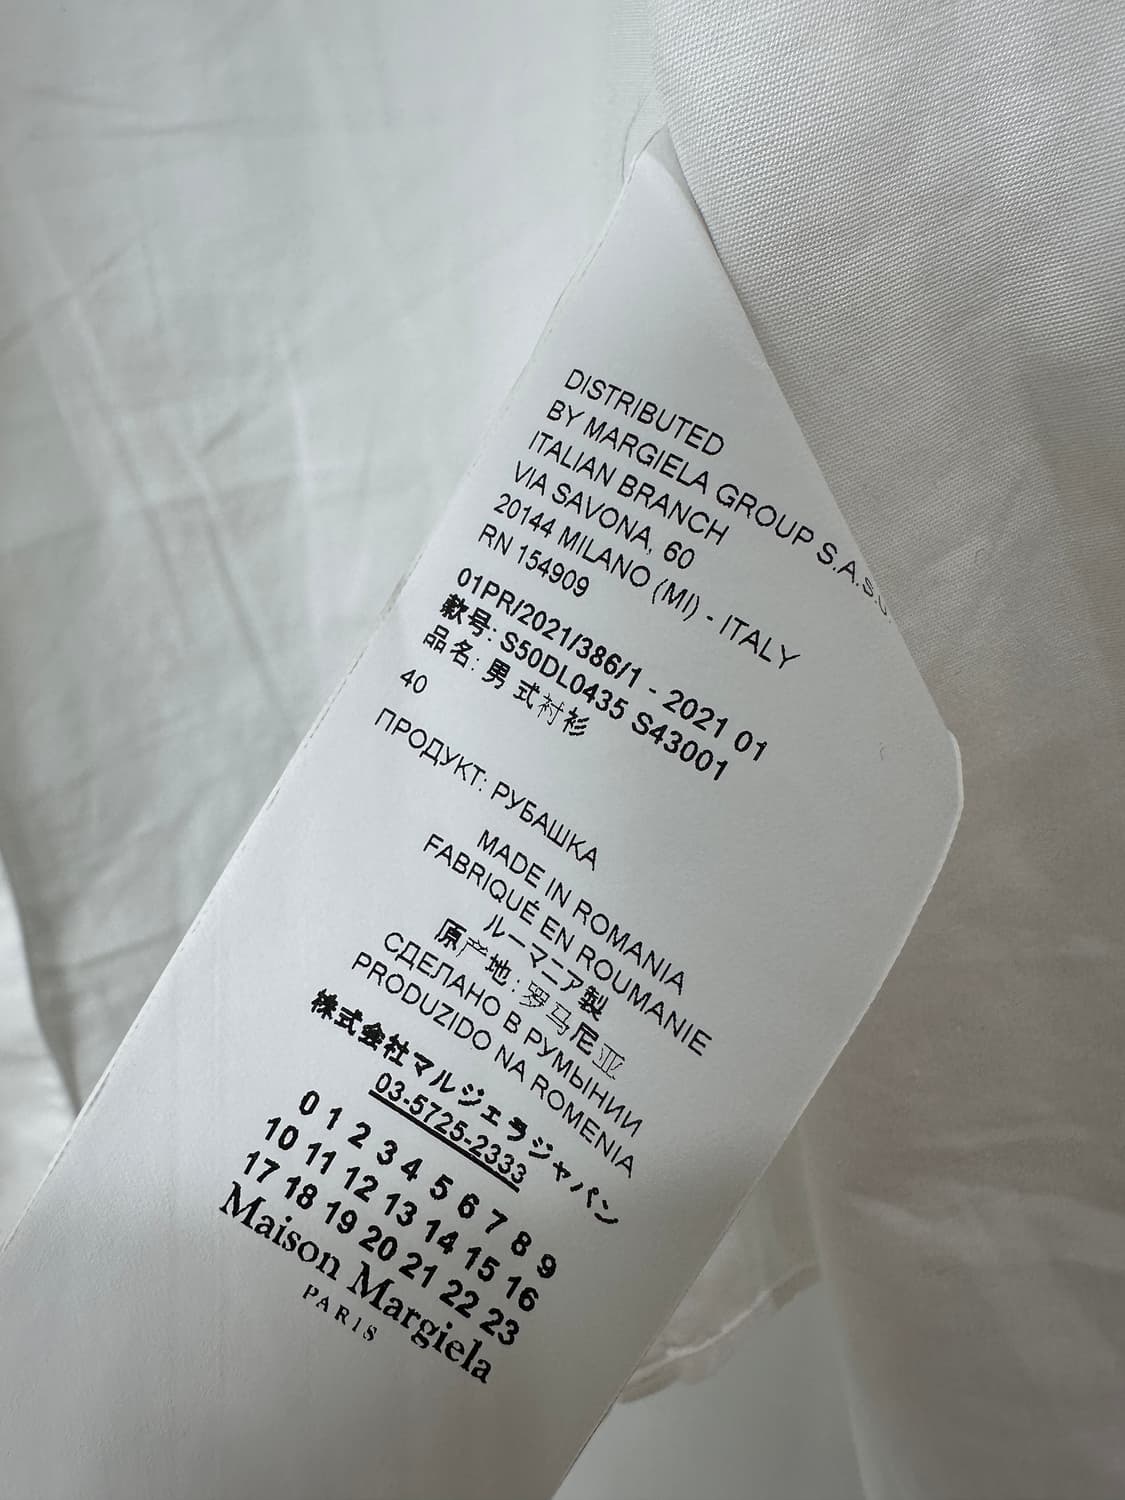 DISTRIBUTED
BY MARGIELA GROUP S.A.S.U
ITALIAN BRANCH
VIA SAVONA, 60
20144 MILANO (MI) - ITALY
RN 154909
01PR/2021/386/1 - 2021 01
款号: S50DL0435 S43001
品名: 男式衬衫
40
ПРОДУКТ: РУБАШКА
MADE IN ROMANIA
FABRIQUÉ EN ROUMANIE
ルーマニア製
原产地: 罗马尼亚
СДЕЛАНО В РУМЫНИИ
PRODUZIDO NA ROMENIA
株式会社マルジェラジャパン
03-5725-2333
0 1 2 3 4 5 6 7 8 9
10 11 12 13 14 15 16
17 18 19 20 21 22 23
Maison Margiela
PARIS